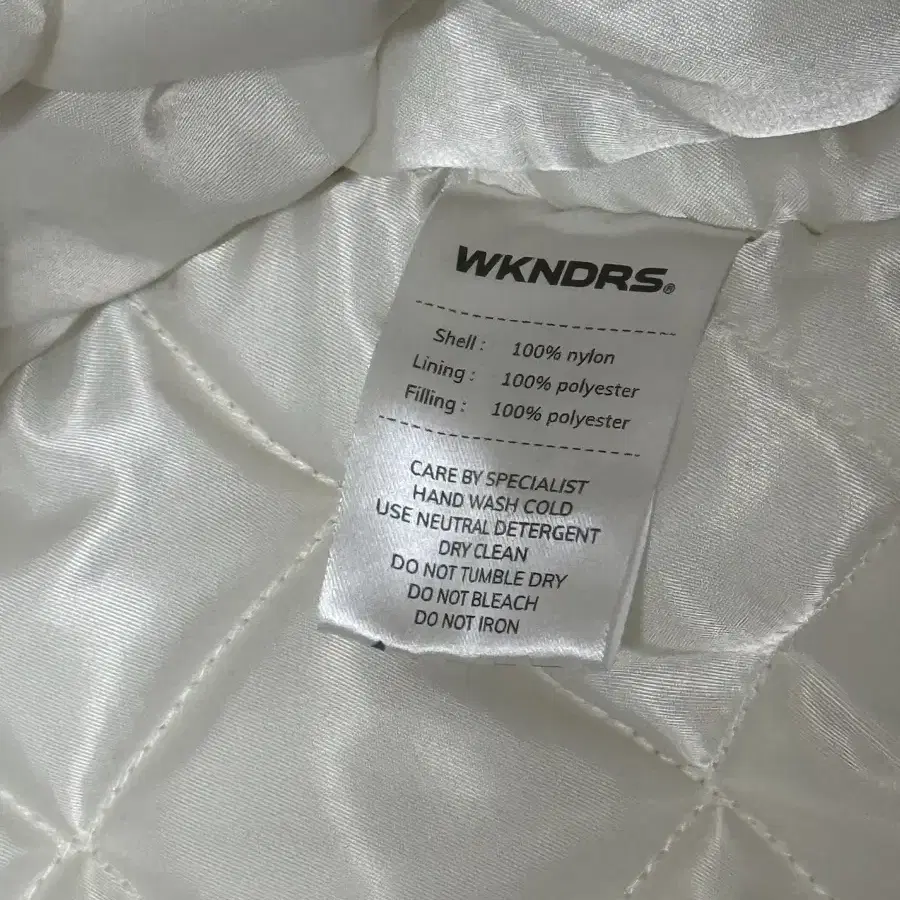 WKNDRS®
Shell : 100% nylon
Lining : 100% polyester
Filling : 100% polyester
CARE BY SPECIALIST
HAND WASH COLD
USE NEUTRAL DETERGENT
DRY CLEAN
DO NOT TUMBLE DRY
DO NOT BLEACH
DO NOT IRON